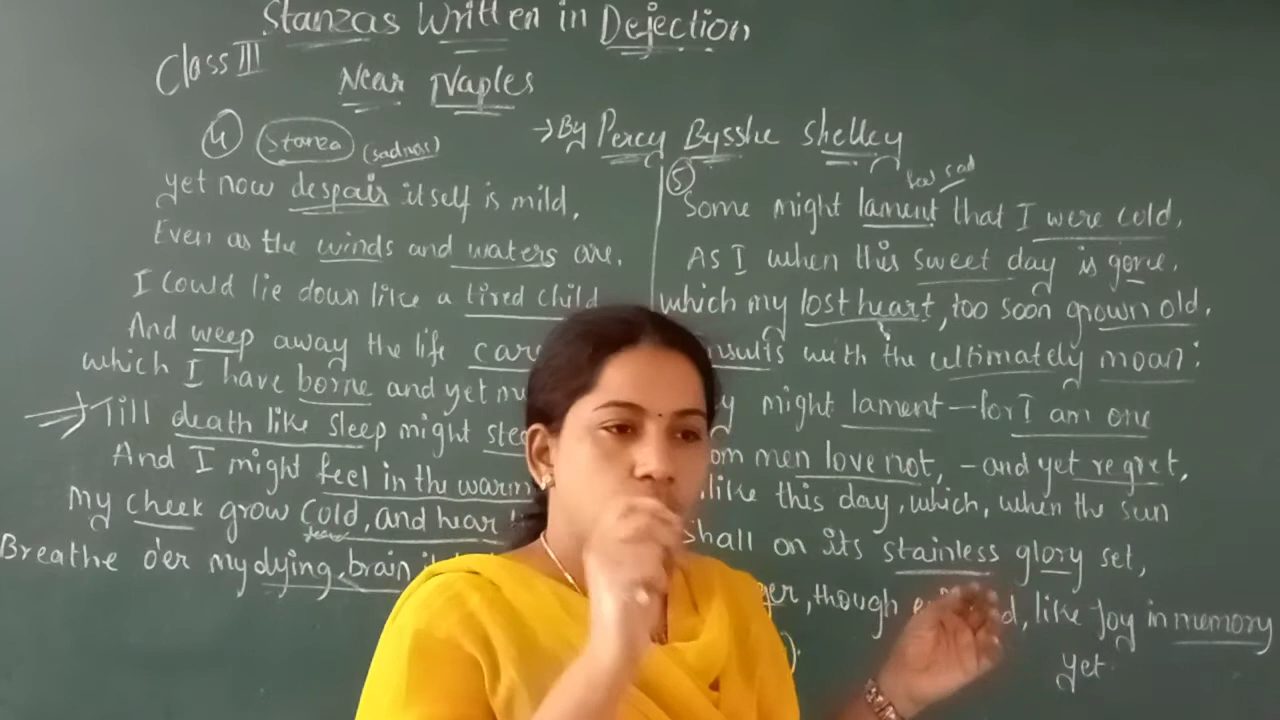 Stanzas Written in Dejection
Class III
Near Naples
→ By Percy Bysshe Shelley
4 Stanza (sadness)
yet now despair itself is mild,
Even as the winds and waters are,
I Could lie down like a tired child
And weep away the life care
which I have borne and yet
Till death like sleep might
And I might feel in the warm
my cheek grow Cold, and hear
Breathe o'er my dying brain
5
sad
Some might lament that I were cold,
As I when this sweet day is gone,
which my lost heart, too soon grown old,
with the ultimately moan;
might lament – for I am one
men love not, – and yet regret,
like this day, which, when the sun
shall on its stainless glory set,
though like Joy in memory
yet